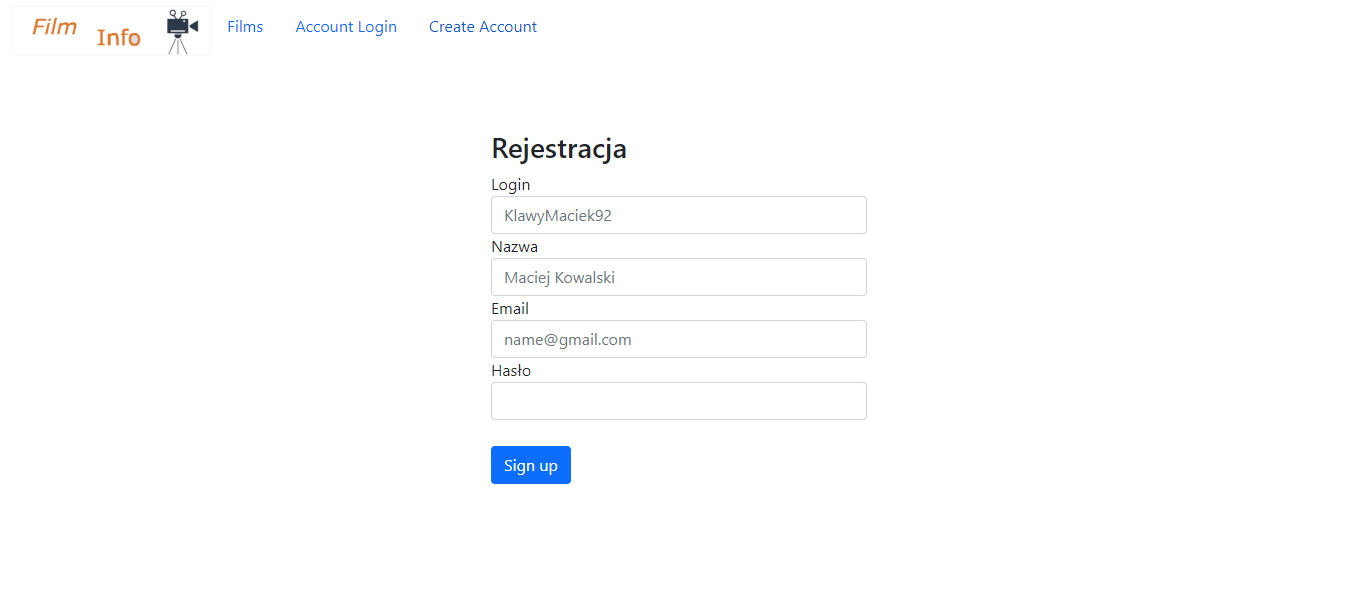 Film Info Films Account Login Create Account
Rejestracja
Login
KlawyMaciek92
Nazwa
Maciej Kowalski
Email
name@gmail.com
Hasło
Sign up